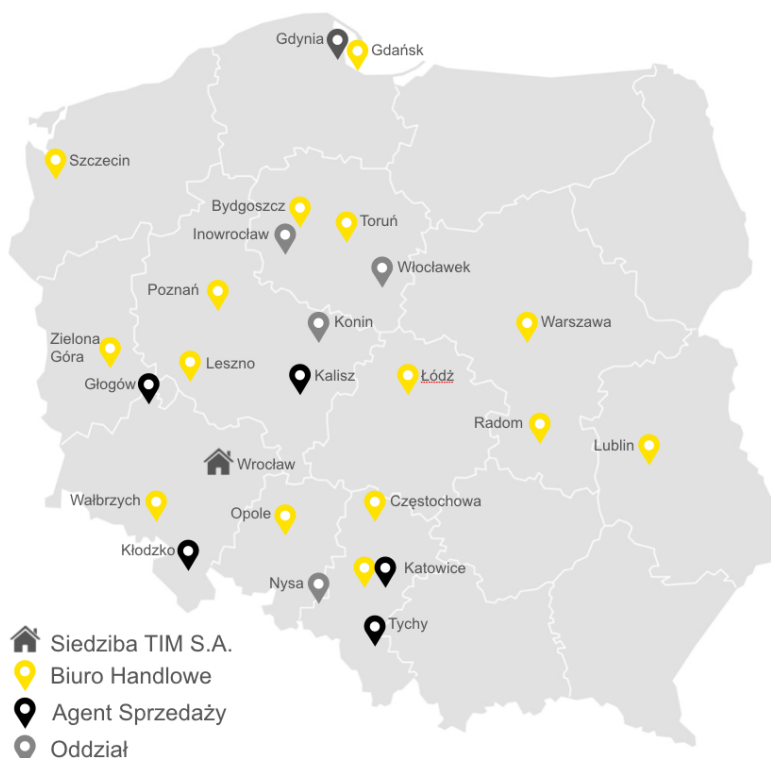 Gdynia
Gdańsk
Szczecin
Bydgoszcz
Toruń
Inowrocław
Włocławek
Poznań
Konin
Warszawa
Zielona
Góra
Leszno
Głogów
Kalisz
Łódż
Radom
Lublin
Wrocław
Wałbrzych
Opole
Częstochowa
Kłodzko
Nysa
Katowice
Tychy
Siedziba TIM S.A.
Biuro Handlowe
Agent Sprzedaży
Oddział